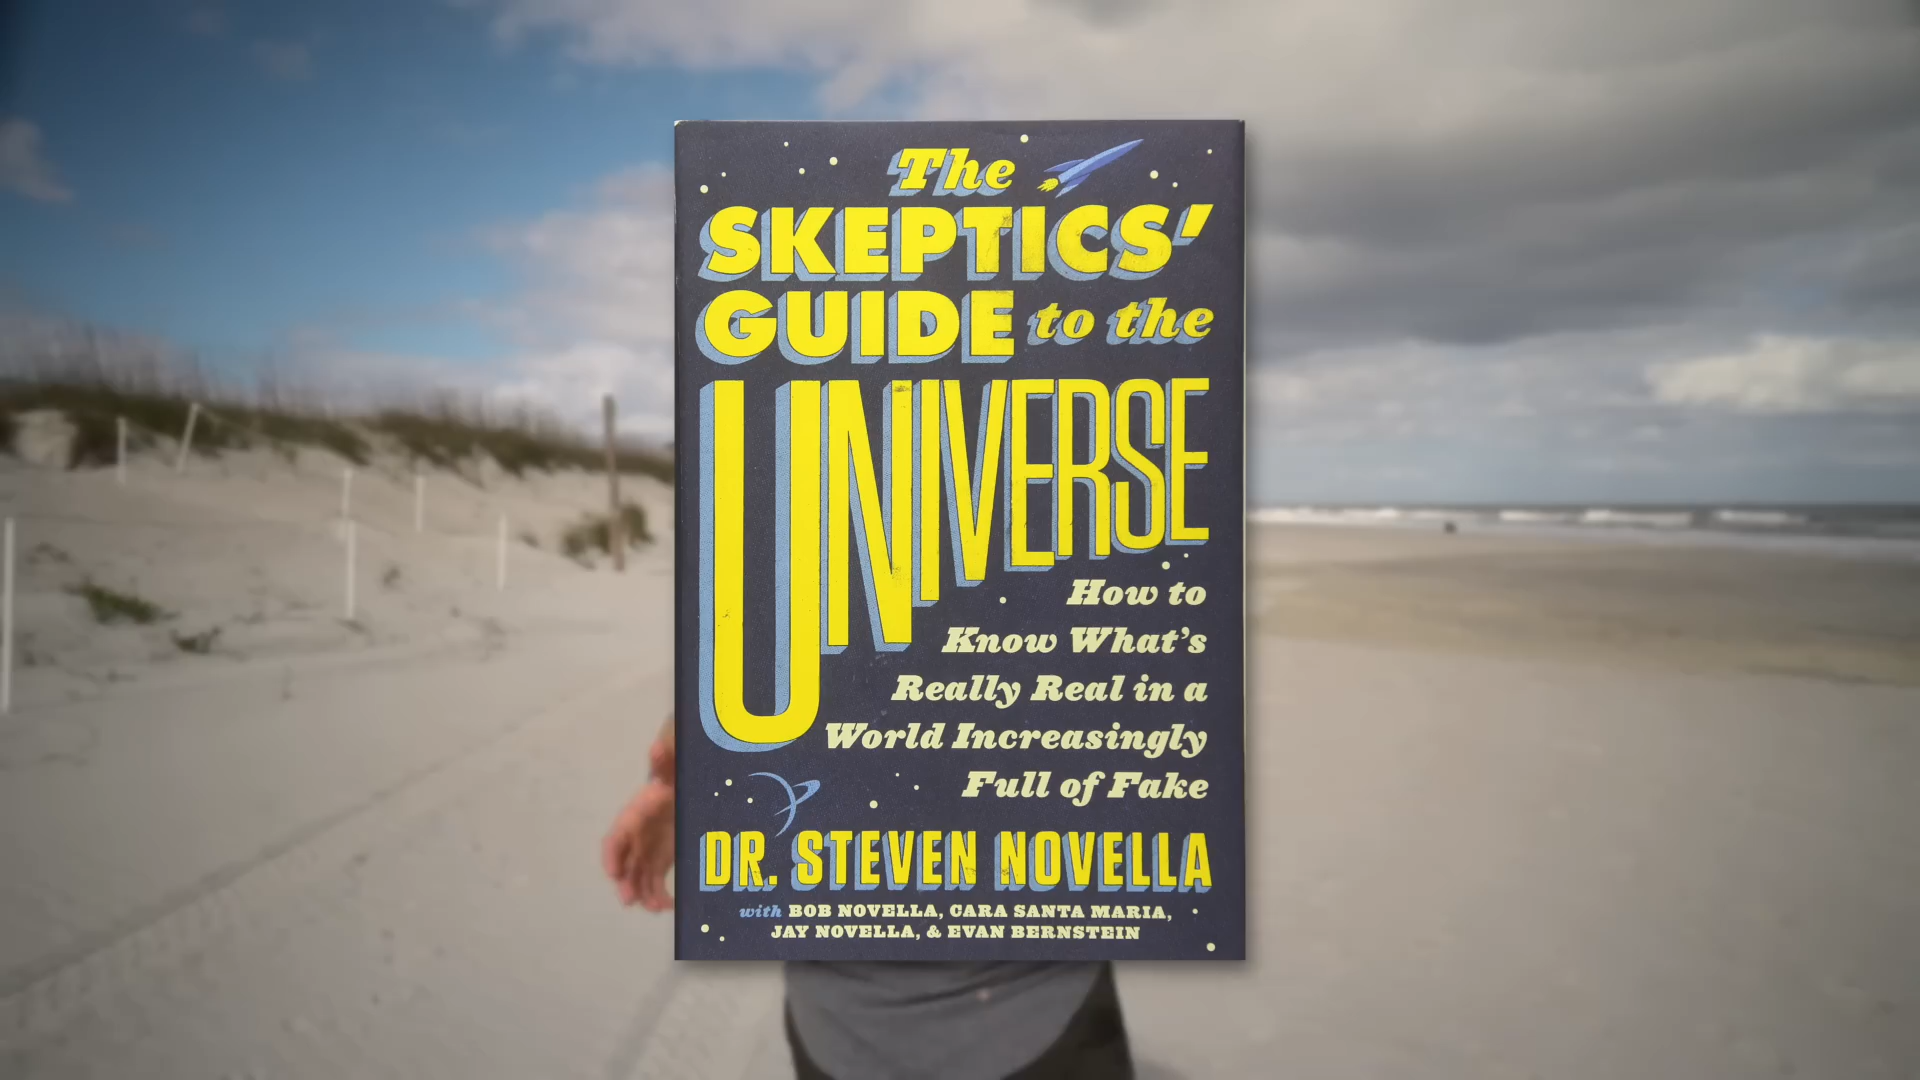 The
SKEPTICS'
GUIDE to the
UNIVERSE
How to
Know What's
Really Real in a
World Increasingly
Full of Fake
DR. STEVEN NOVELLA
with BOB NOVELLA, CARA SANTA MARIA,
JAY NOVELLA, & EVAN BERNSTEIN